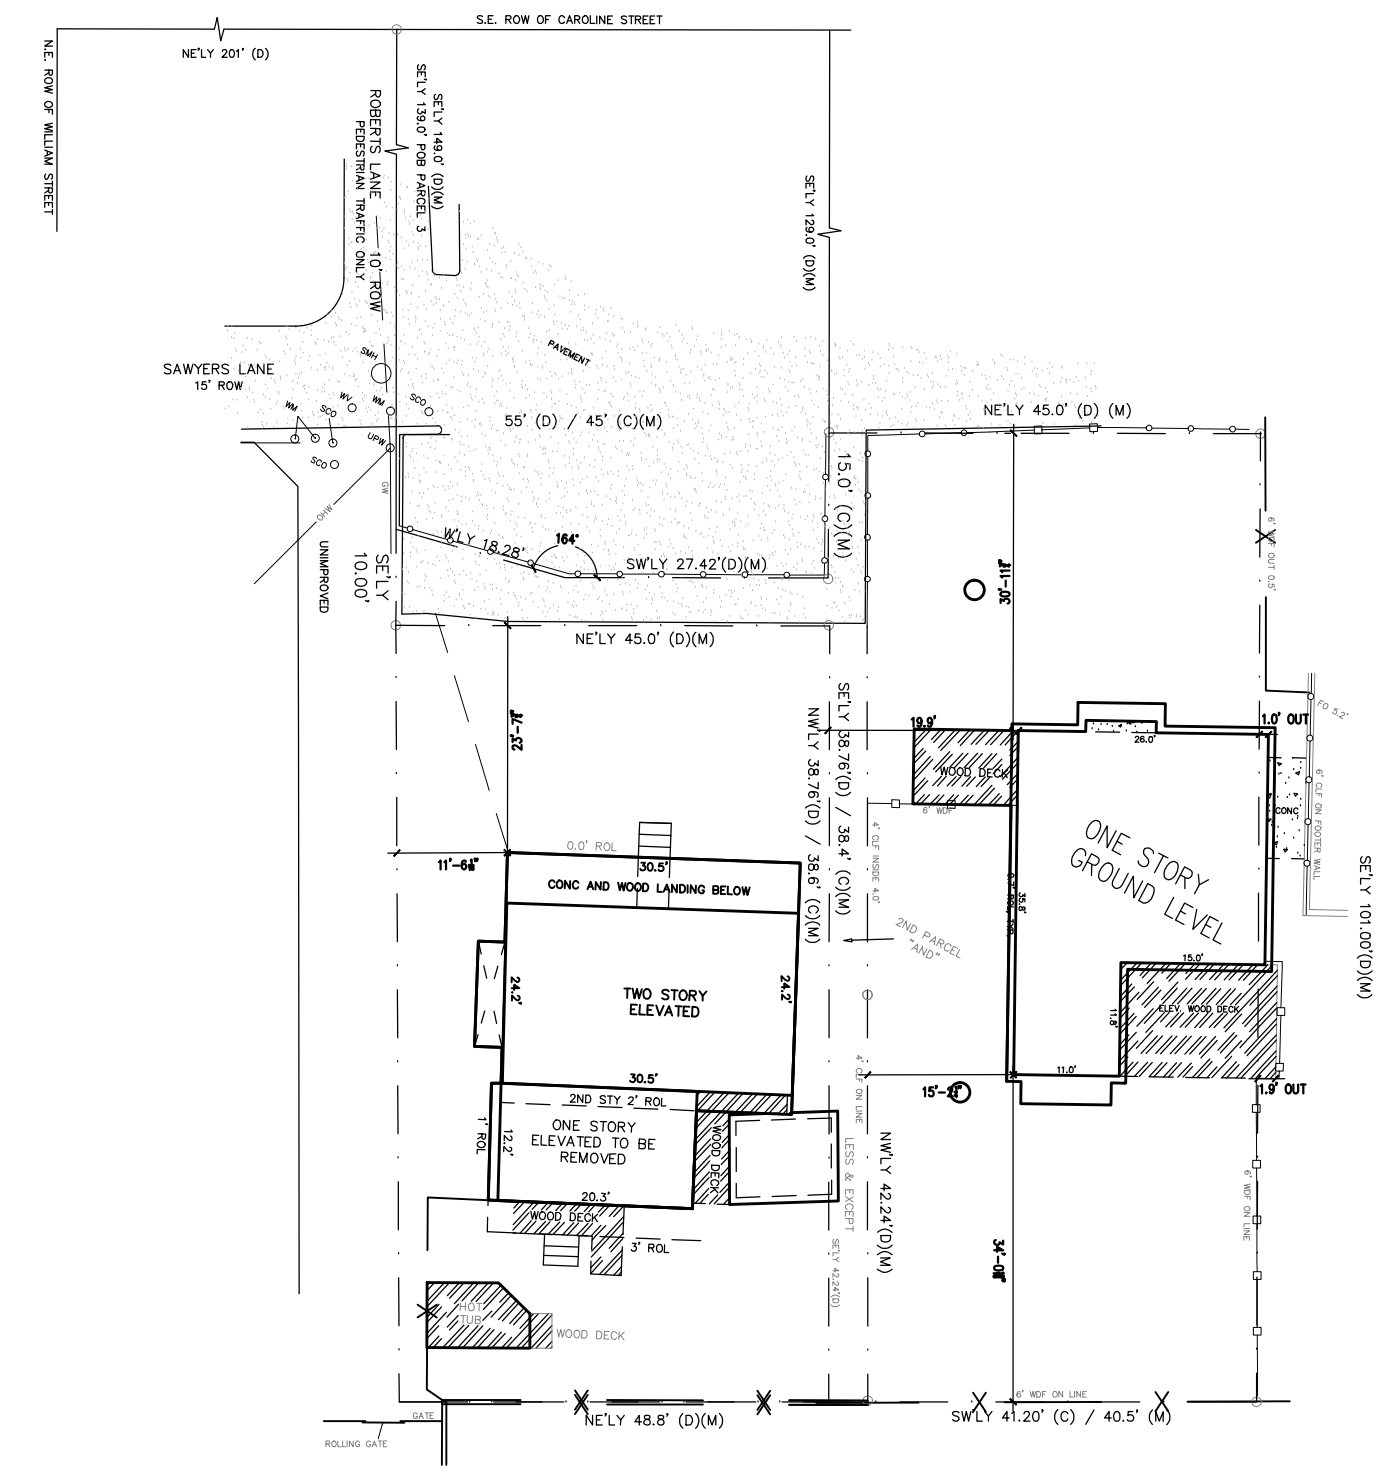 S.E. ROW OF CAROLINE STREET
NE'LY 201' (D)
N.E. ROW OF WILLIAM STREET
ROBERTS LANE — 10' ROW
PEDESTRIAN TRAFFIC ONLY
SE'LY 149.0' (D)(M)
SE'LY 139.0' POB PARCEL 3
SE'LY 129.0' (D)(M)
PAVEMENT
SMH
SAWYERS LANE
15' ROW
WM
SCO
WV
WM
SCO
UPW
SCO
GW
OHW
UNIMPROVED
55' (D) / 45' (C)(M)
NE'LY 45.0' (D) (M)
15.0' (C)(M)
W'LY 18.28'
164°
SW'LY 27.42'(D)(M)
SE'LY
10.00'
NE'LY 45.0' (D)(M)
6' WDF OUT 0.5'
FO 5.2'
SE'LY 38.76'(D) / 38.4' (C)(M)
NW'LY 38.76'(D) / 38.6' (C)(M)
19.9'
WOOD DECK
6' WDF
26.0'
1.0' OUT
CONC
6' CLF ON FOOTER WALL
4' CLF INSIDE 4.0'
ONE STORY
GROUND LEVEL
35.8'
SE'LY 101.00'(D)(M)
2ND PARCEL
"AND"
0.0' ROL
30.5'
CONC AND WOOD LANDING BELOW
24.2'
TWO STORY
ELEVATED
24.2'
30.5'
15.0'
11.8'
ELEV. WOOD DECK
11.0'
1.9' OUT
4' CLF ON LINE
2ND STY 2' ROL
ONE STORY
ELEVATED TO BE
REMOVED
1' ROL
12.2'
20.3'
WOOD DECK
WOOD DECK
3' ROL
LESS & EXCEPT
NW'LY 42.24'(D)(M)
SE'LY 42.24'(D)
6' WDF ON LINE
HOT
TUB
WOOD DECK
GATE
ROLLING GATE
NE'LY 48.8' (D)(M)
6' WDF ON LINE
SW'LY 41.20' (C) / 40.5' (M)